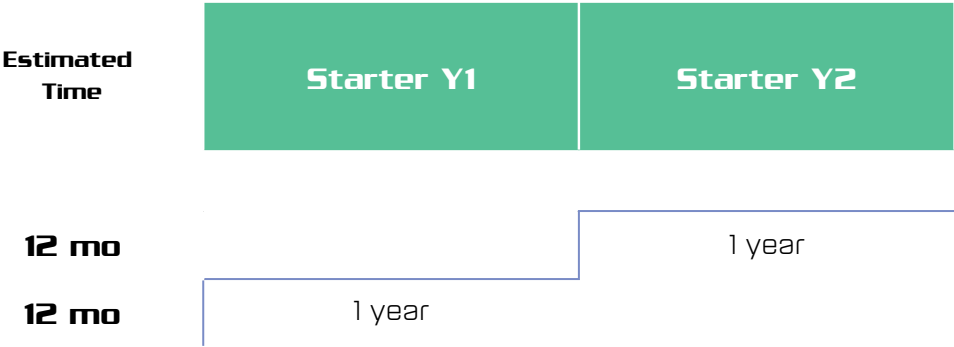 Estimated
Time
Starter Y1
Starter Y2
12 mo
1 year
12 mo
1 year